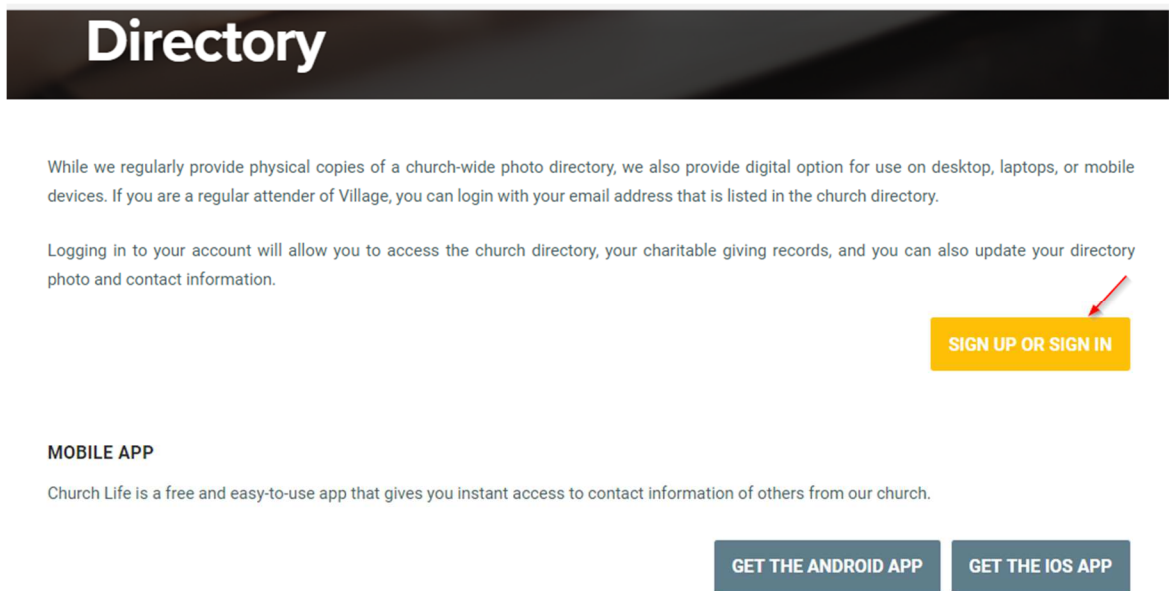 Directory
While we regularly provide physical copies of a church-wide photo directory, we also provide digital option for use on desktop, laptops, or mobile
devices. If you are a regular attender of Village, you can login with your email address that is listed in the church directory.
Logging in to your account will allow you to access the church directory, your charitable giving records, and you can also update your directory
photo and contact information.
SIGN UP OR SIGN IN
MOBILE APP
Church Life is a free and easy-to-use app that gives you instant access to contact information of others from our church.
GET THE ANDROID APP GET THE IOS APP